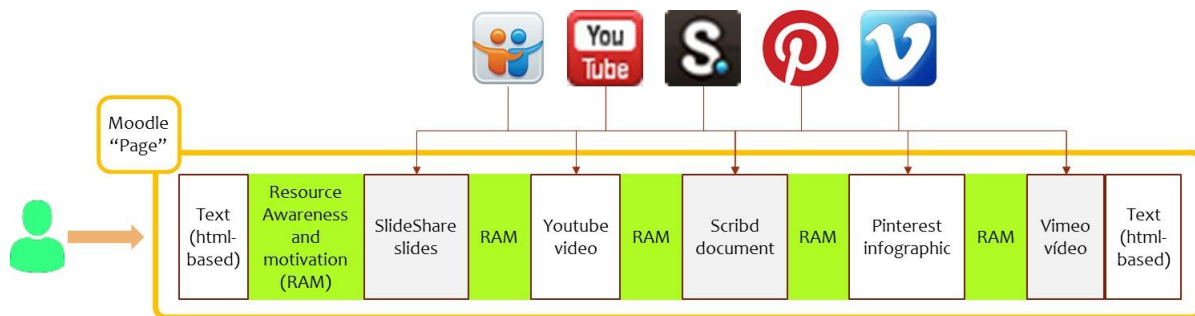 You
Tube
S.
Moodle
“Page”
Text
(html-
based)
Resource
Awareness
and
motivation
(RAM)
SlideShare
slides
RAM
Youtube
video
RAM
Scribd
document
RAM
Pinterest
infographic
RAM
Vimeo
vídeo
Text
(html-
based)